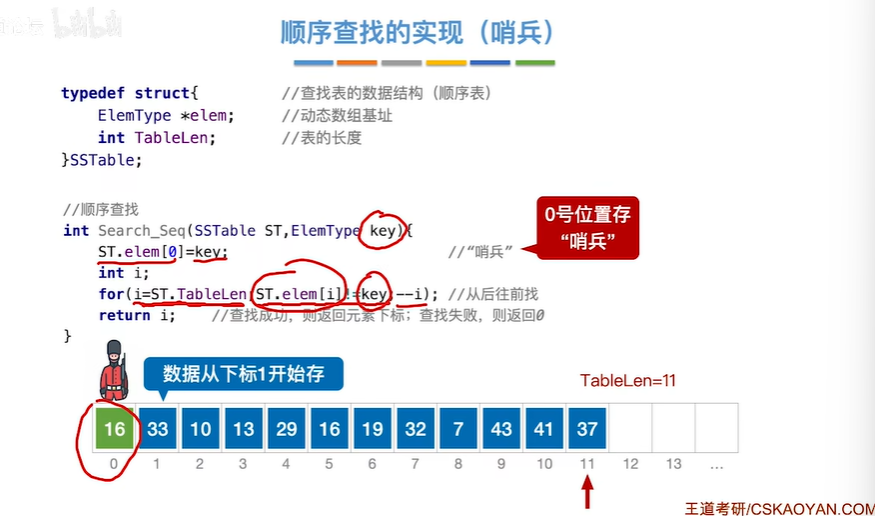 顺序查找的实现（哨兵）
typedef struct{ //查找表的数据结构（顺序表）
ElemType *elem; //动态数组基址
int TableLen; //表的长度
}SSTable;
//顺序查找
int Search_Seq(SSTable ST,ElemType key){
ST.elem[0]=key; //“哨兵”
int i;
for(i=ST.TableLen;ST.elem[i]!=key;--i); //从后往前找
return i; //查找成功，则返回元素下标；查找失败，则返回0
}
0号位置存
“哨兵”
数据从下标1开始存
TableLen=11
16 33 10 13 29 16 19 32 7 43 41 37
0 1 2 3 4 5 6 7 8 9 10 11 12 13 ...
王道考研/CSKAOYAN.COM